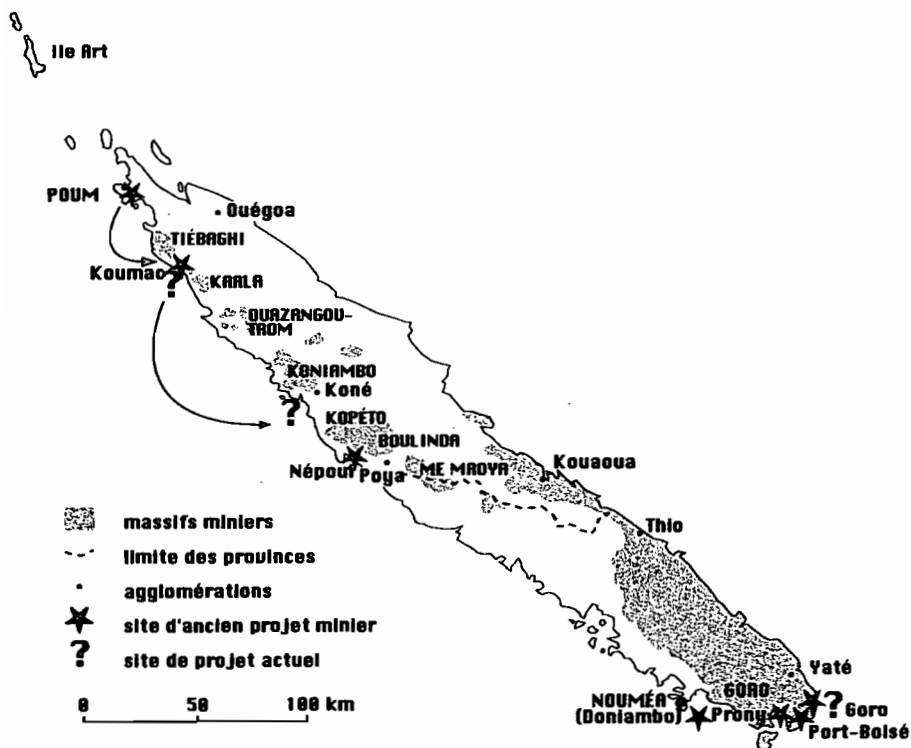 Ile Art
POUM
Ouégoa
TIÉBAGHI
Koumac
?
KAALA
OUAZANGOU-
TAOM
KONIAMBO
Koné
?
KOPÉTO
BOULINDA
Népoui
Poya
ME MAOYA
Kouaoua
Thio
massifs miniers
limite des provinces
agglomérations
site d'ancien projet minier
? site de projet actuel
0 50 100 km
Yaté
GORO
NOUMÉA
(Doniambo)
Prony
? Goro
Port-Boisé